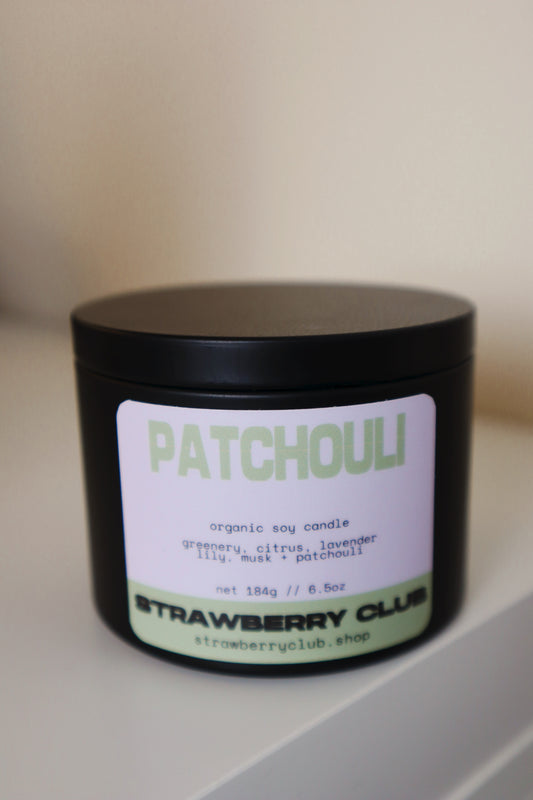 PATCHOULI
organic soy candle
greenery, citrus, lavender
lily, musk + patchouli
net 184g // 6.5oz
STRAWBERRY CLUB
strawberryclub.shop